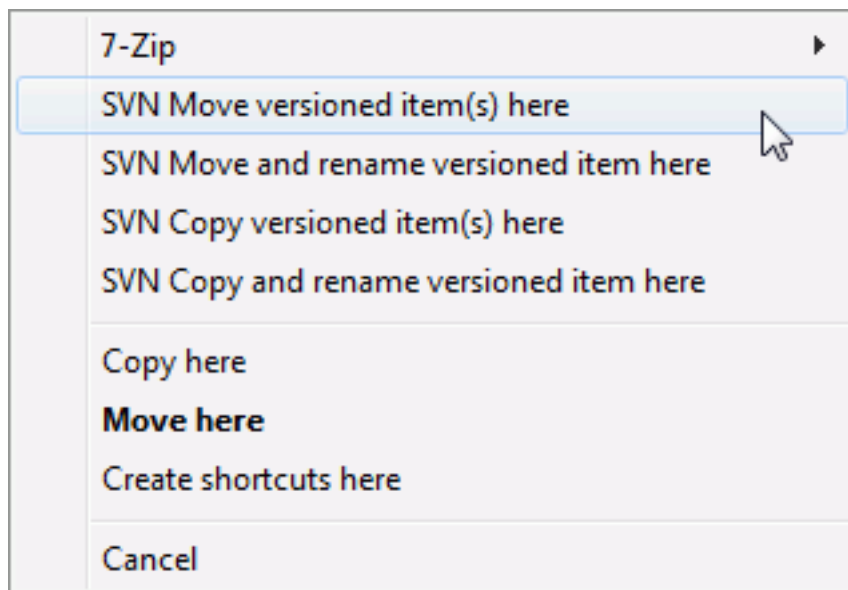 7-Zip
SVN Move versioned item(s) here
SVN Move and rename versioned item here
SVN Copy versioned item(s) here
SVN Copy and rename versioned item here
Copy here
Move here
Create shortcuts here
Cancel